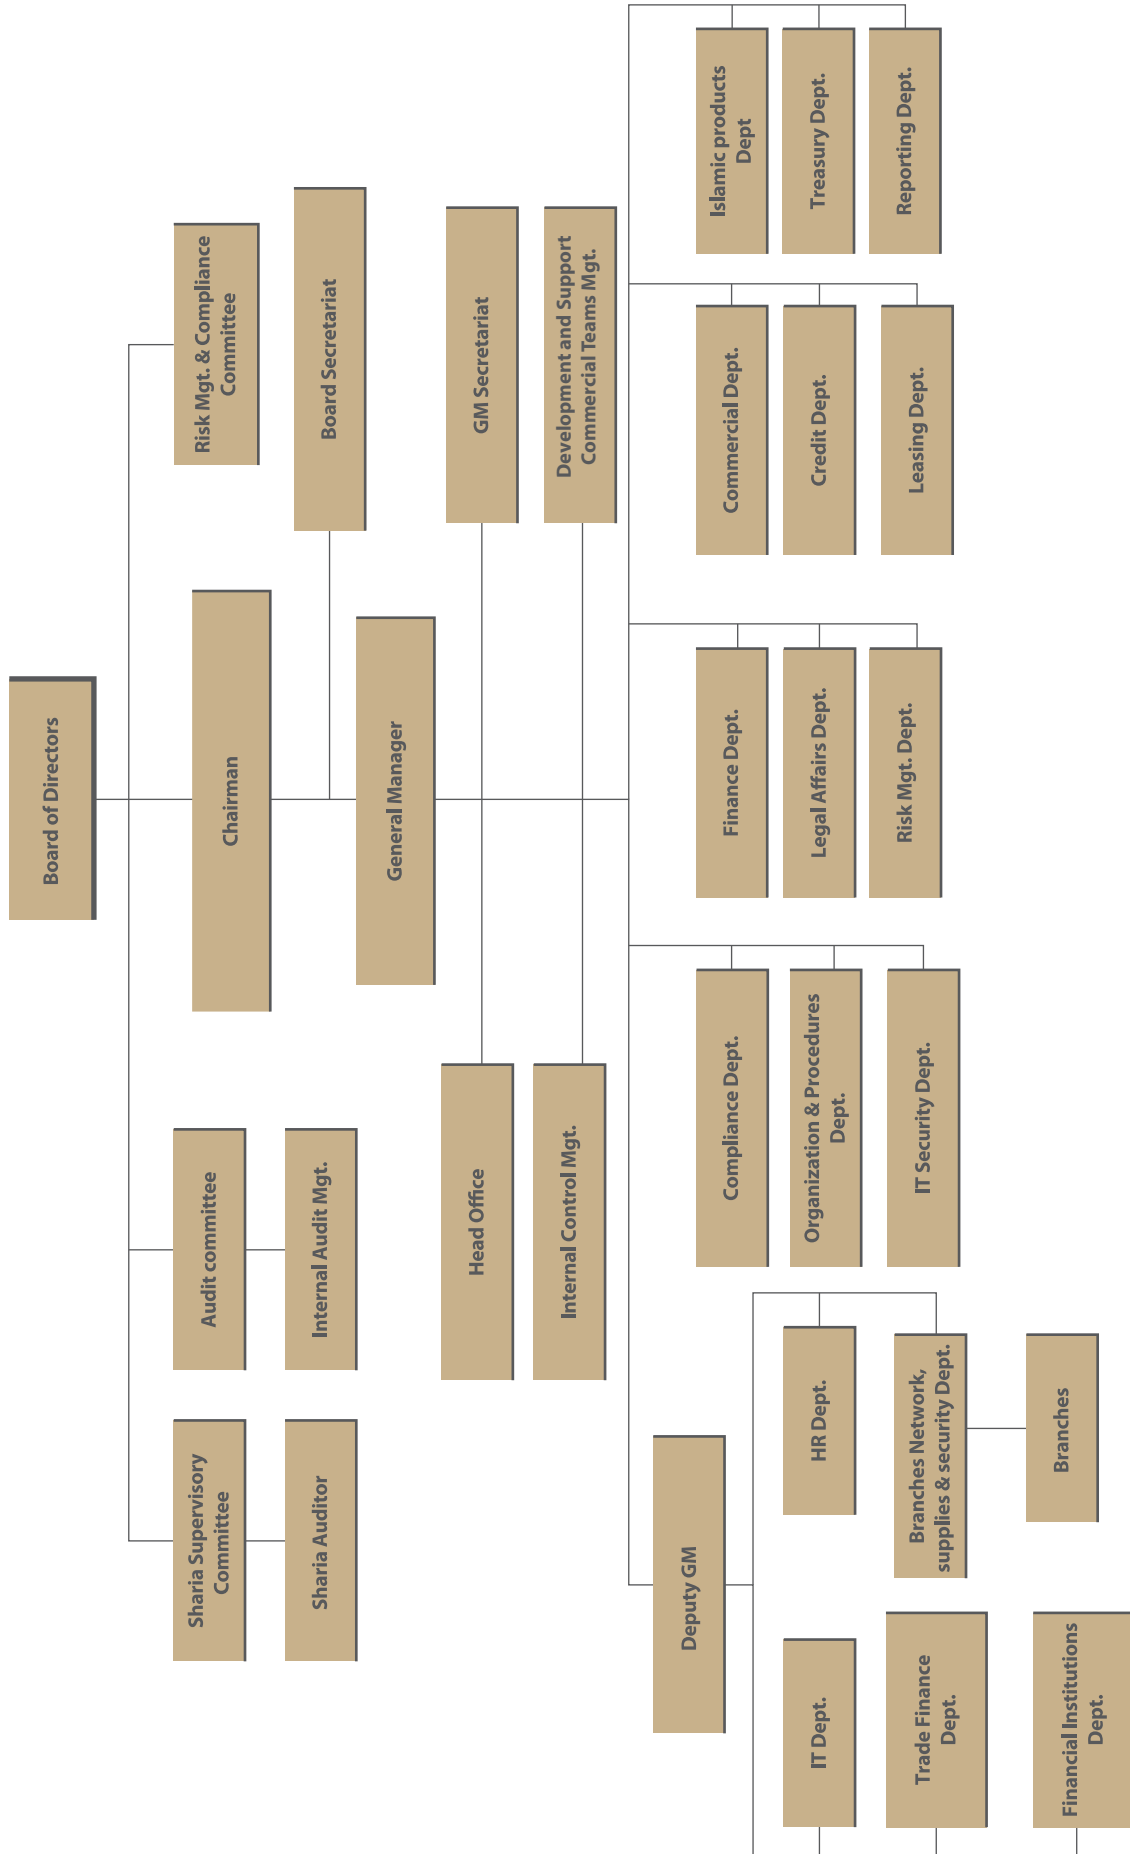 Board of Directors
Sharia Supervisory
Committee
Audit committee
Risk Mgt. & Compliance
Committee
Chairman
Sharia Auditor
Internal Audit Mgt.
Board Secretariat
General Manager
Head Office
GM Secretariat
Internal Control Mgt.
Development and Support
Commercial Teams Mgt.
Deputy GM
Compliance Dept.
Finance Dept.
Commercial Dept.
Islamic products
Dept
IT Dept.
HR Dept.
Organization & Procedures
Dept.
Legal Affairs Dept.
Credit Dept.
Treasury Dept.
Trade Finance
Dept.
Branches Network,
supplies & security Dept.
IT Security Dept.
Risk Mgt. Dept.
Leasing Dept.
Reporting Dept.
Financial Institutions
Dept.
Branches